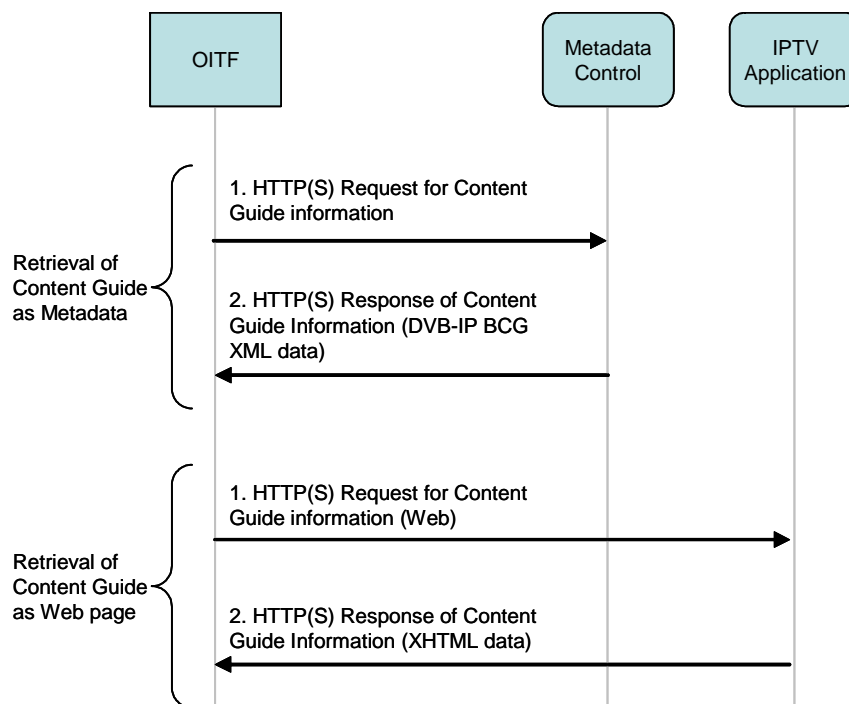 OITF
Metadata
Control
IPTV
Application
Retrieval of
Content Guide
as Metadata
1. HTTP(S) Request for Content
Guide information
2. HTTP(S) Response of Content
Guide Information (DVB-IP BCG
XML data)
Retrieval of
Content Guide
as Web page
1. HTTP(S) Request for Content
Guide information (Web)
2. HTTP(S) Response of Content
Guide Information (XHTML data)